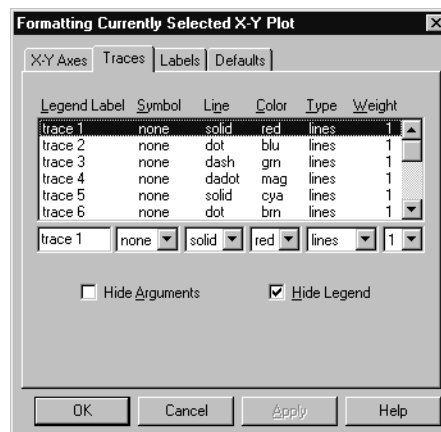 Formatting Currently Selected X-Y Plot
X-Y Axes Traces Labels Defaults
Legend Label Symbol Line Color Type Weight
trace 1 none solid red lines 1
trace 2 none dot blu lines 1
trace 3 none dash grn lines 1
trace 4 none dadot mag lines 1
trace 5 none solid cya lines 1
trace 6 none dot brn lines 1
trace 1 none solid red lines 1
Hide Arguments Hide Legend
OK Cancel Apply Help